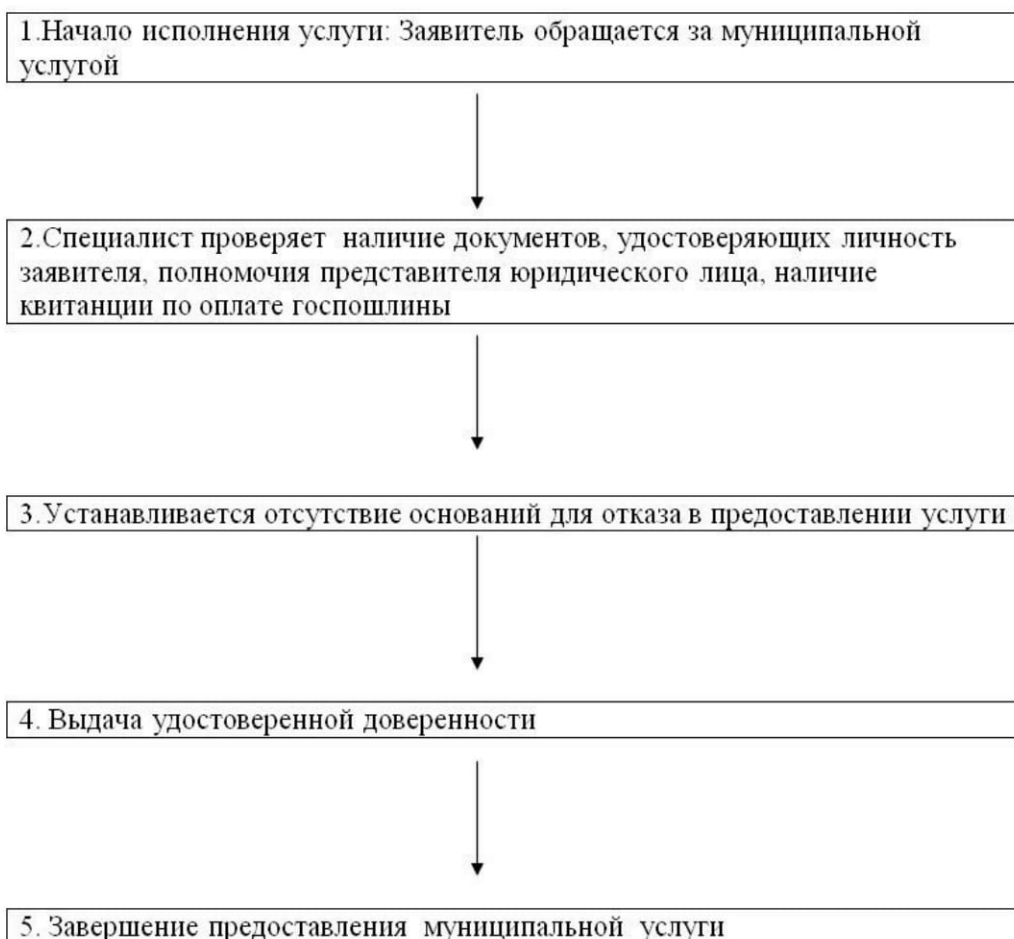 1.Начало исполнения услуги: Заявитель обращается за муниципальной
услугой
2.Специалист проверяет наличие документов, удостоверяющих личность
заявителя, полномочия представителя юридического лица, наличие
квитанции по оплате госпошлины
3.Устанавливается отсутствие оснований для отказа в предоставлении услуги
4. Выдача удостоверенной доверенности
5. Завершение предоставления муниципальной услуги